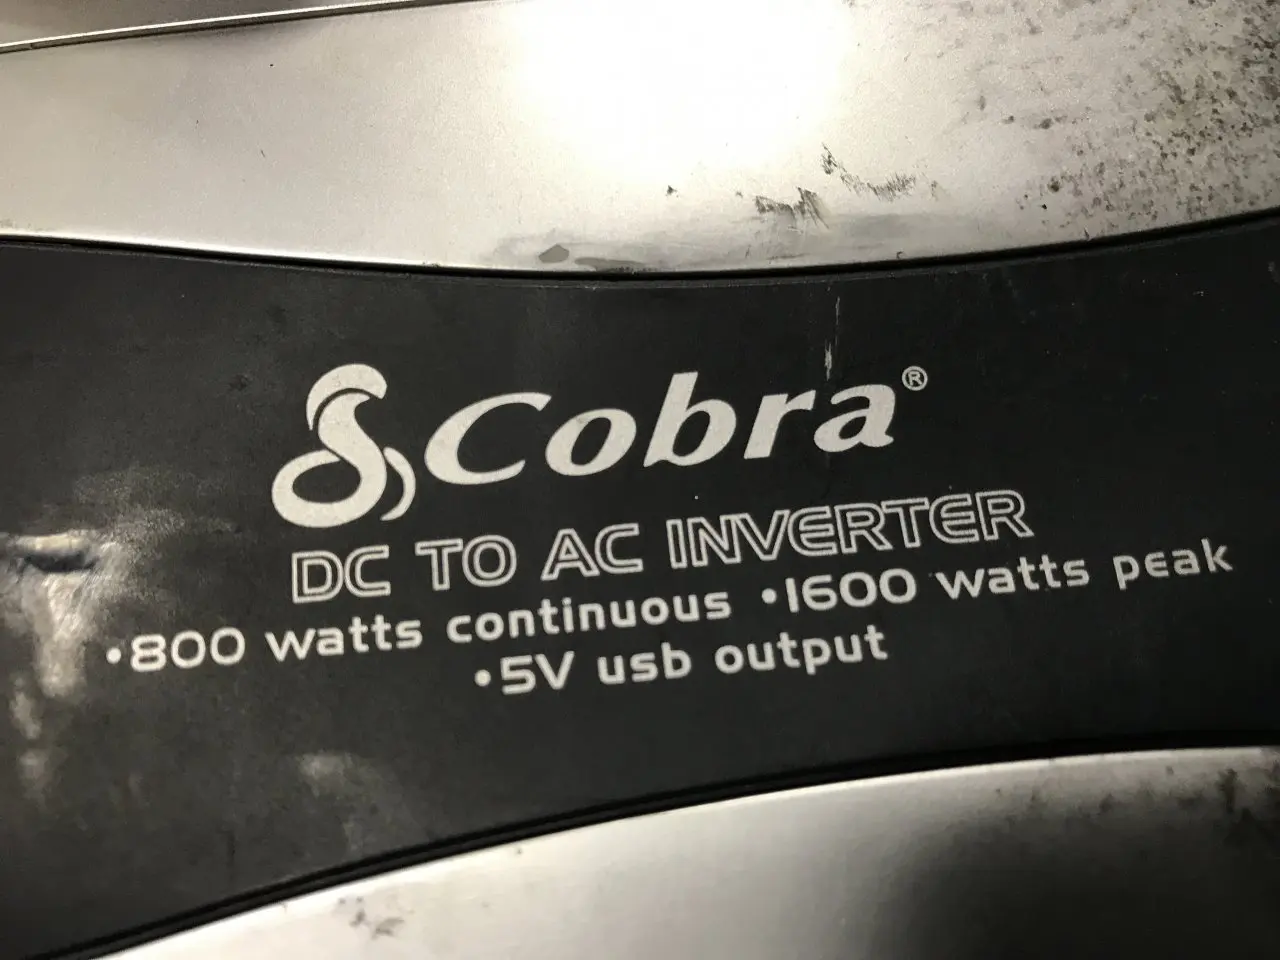 Cobra®
DC TO AC INVERTER
•800 watts continuous •1600 watts peak
•5V usb output